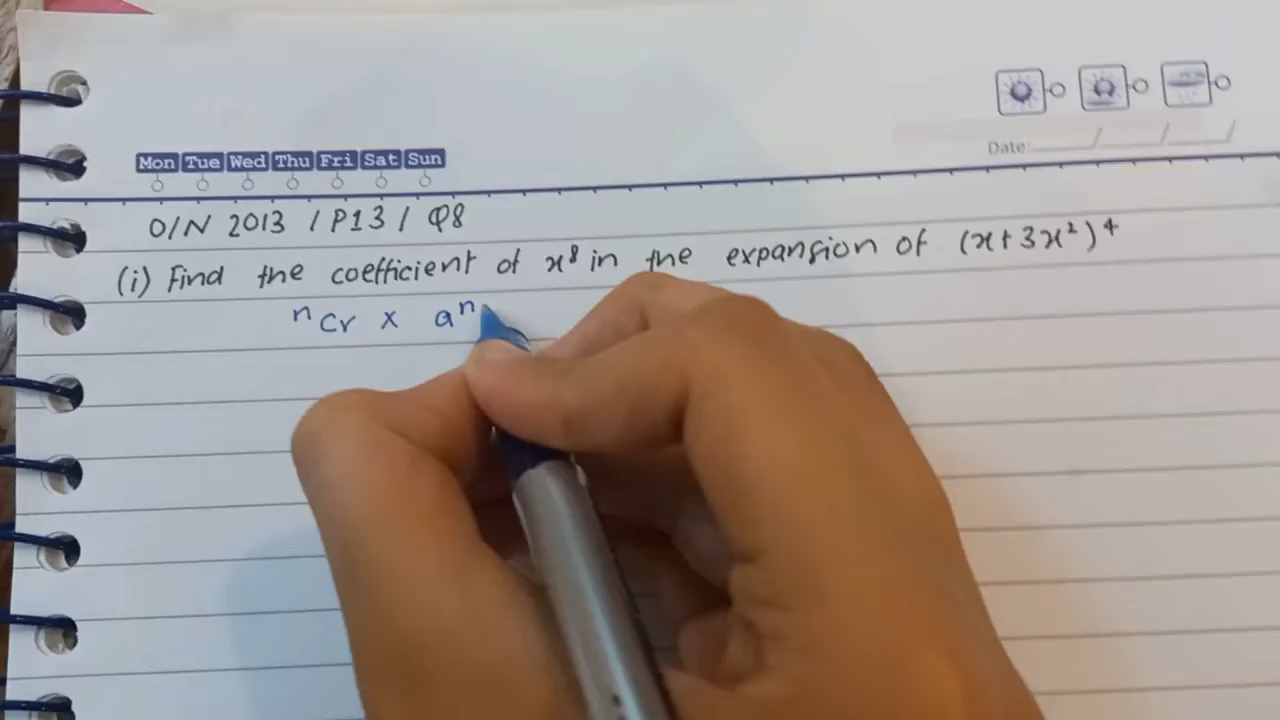 Mon Tue Wed Thu Fri Sat Sun
Date / / /
O/N 2013 / P13 / Q8
(i) Find the coefficient of x⁸ in the expansion of (x+3x²)⁴
ⁿCr × aⁿ